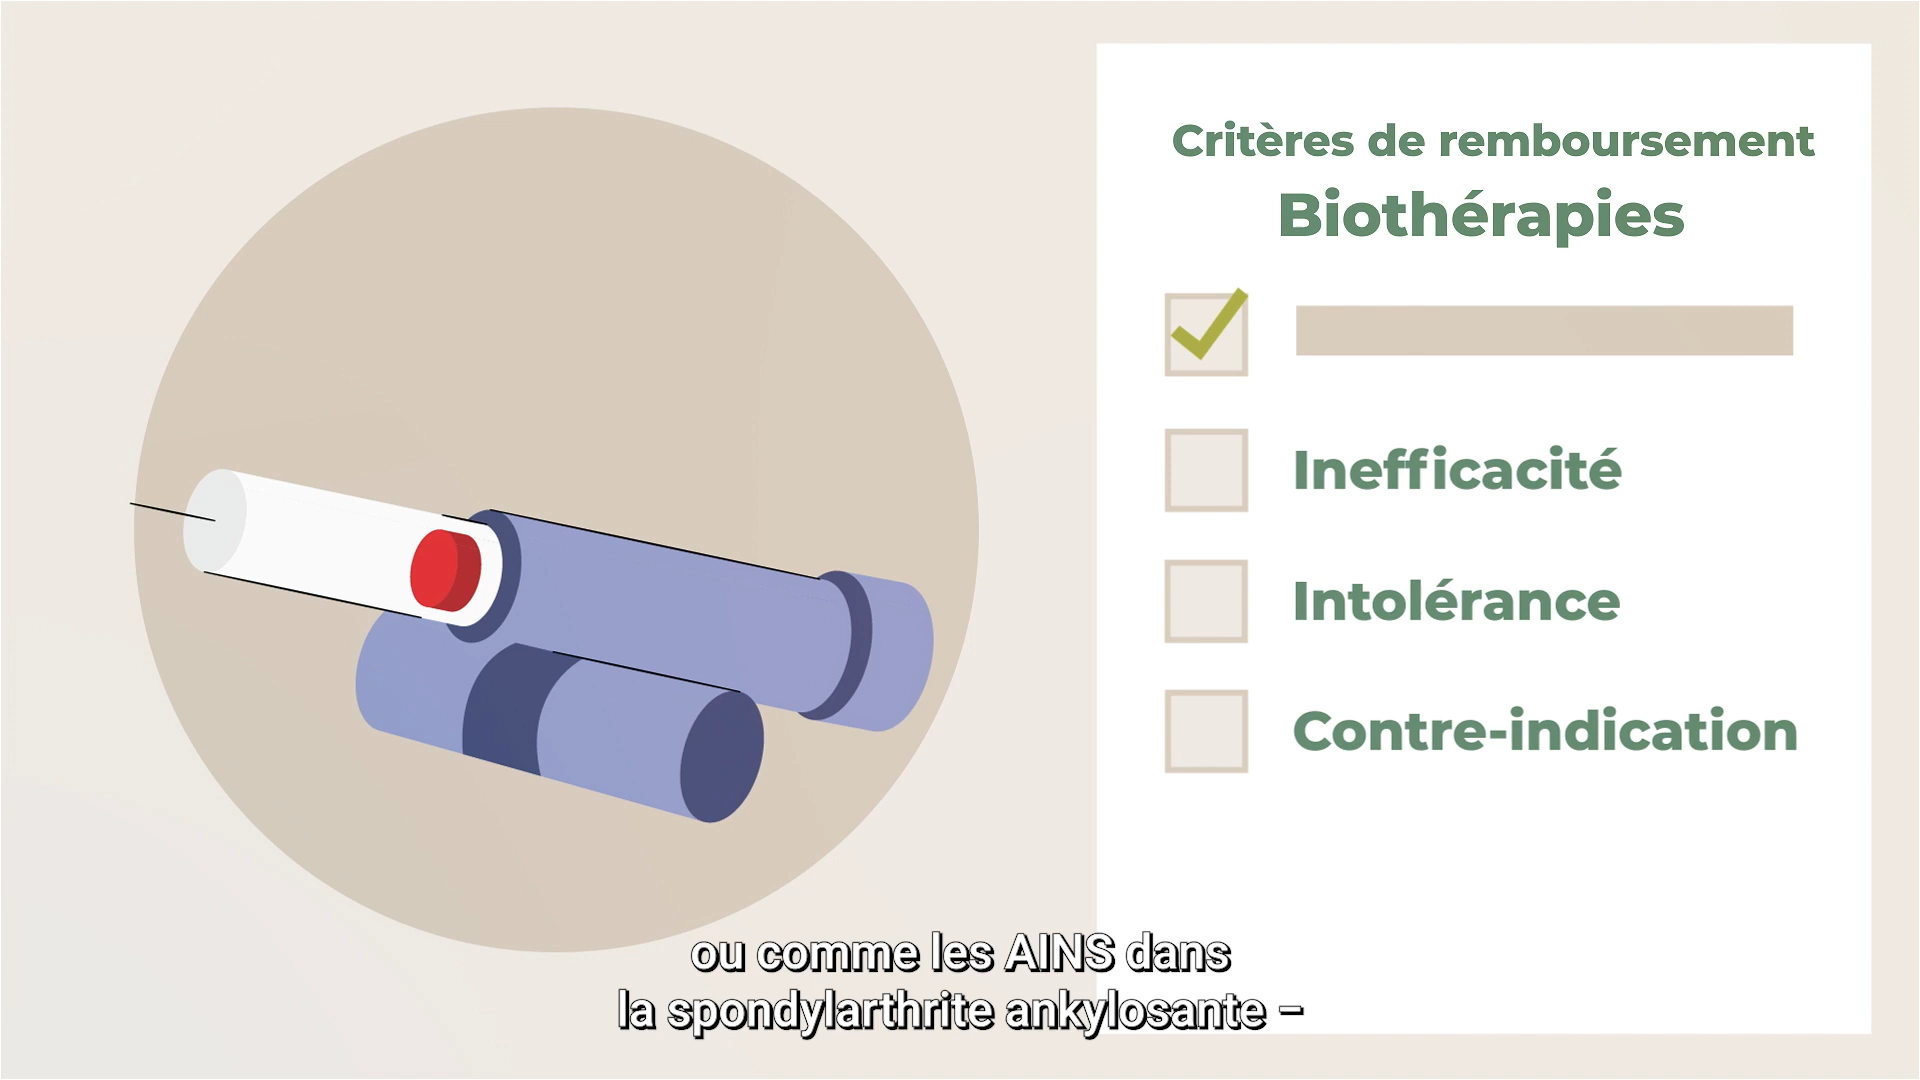 Critères de remboursement
Biothérapies
Inefficacité
Intolérance
Contre-indication
ou comme les AINS dans
la spondylarthrite ankylosante –